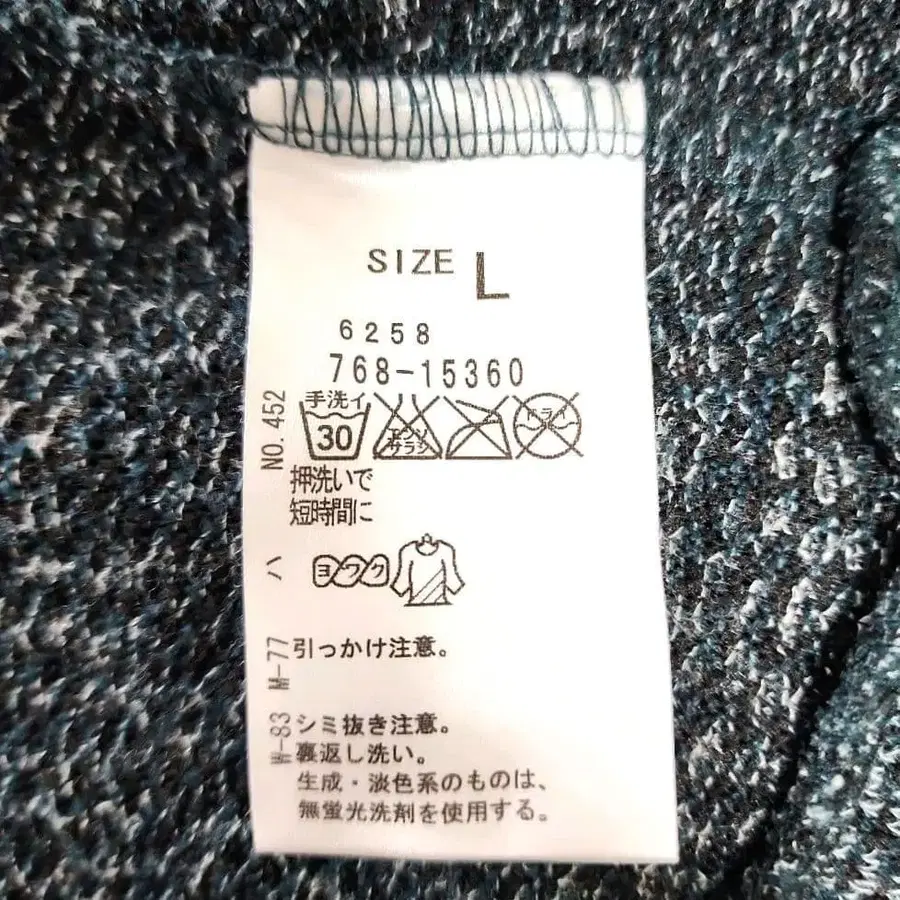 SIZE L
6258
768-15360
NO.452
手洗イ
30
エンソ
サラシ
ドライ
押洗いで
短時間に
ハ
ヨワク
M-77
引っかけ注意。
W-83
シミ抜き注意。
裏返し洗い。
生成・淡色系のものは、
無蛍光洗剤を使用する。